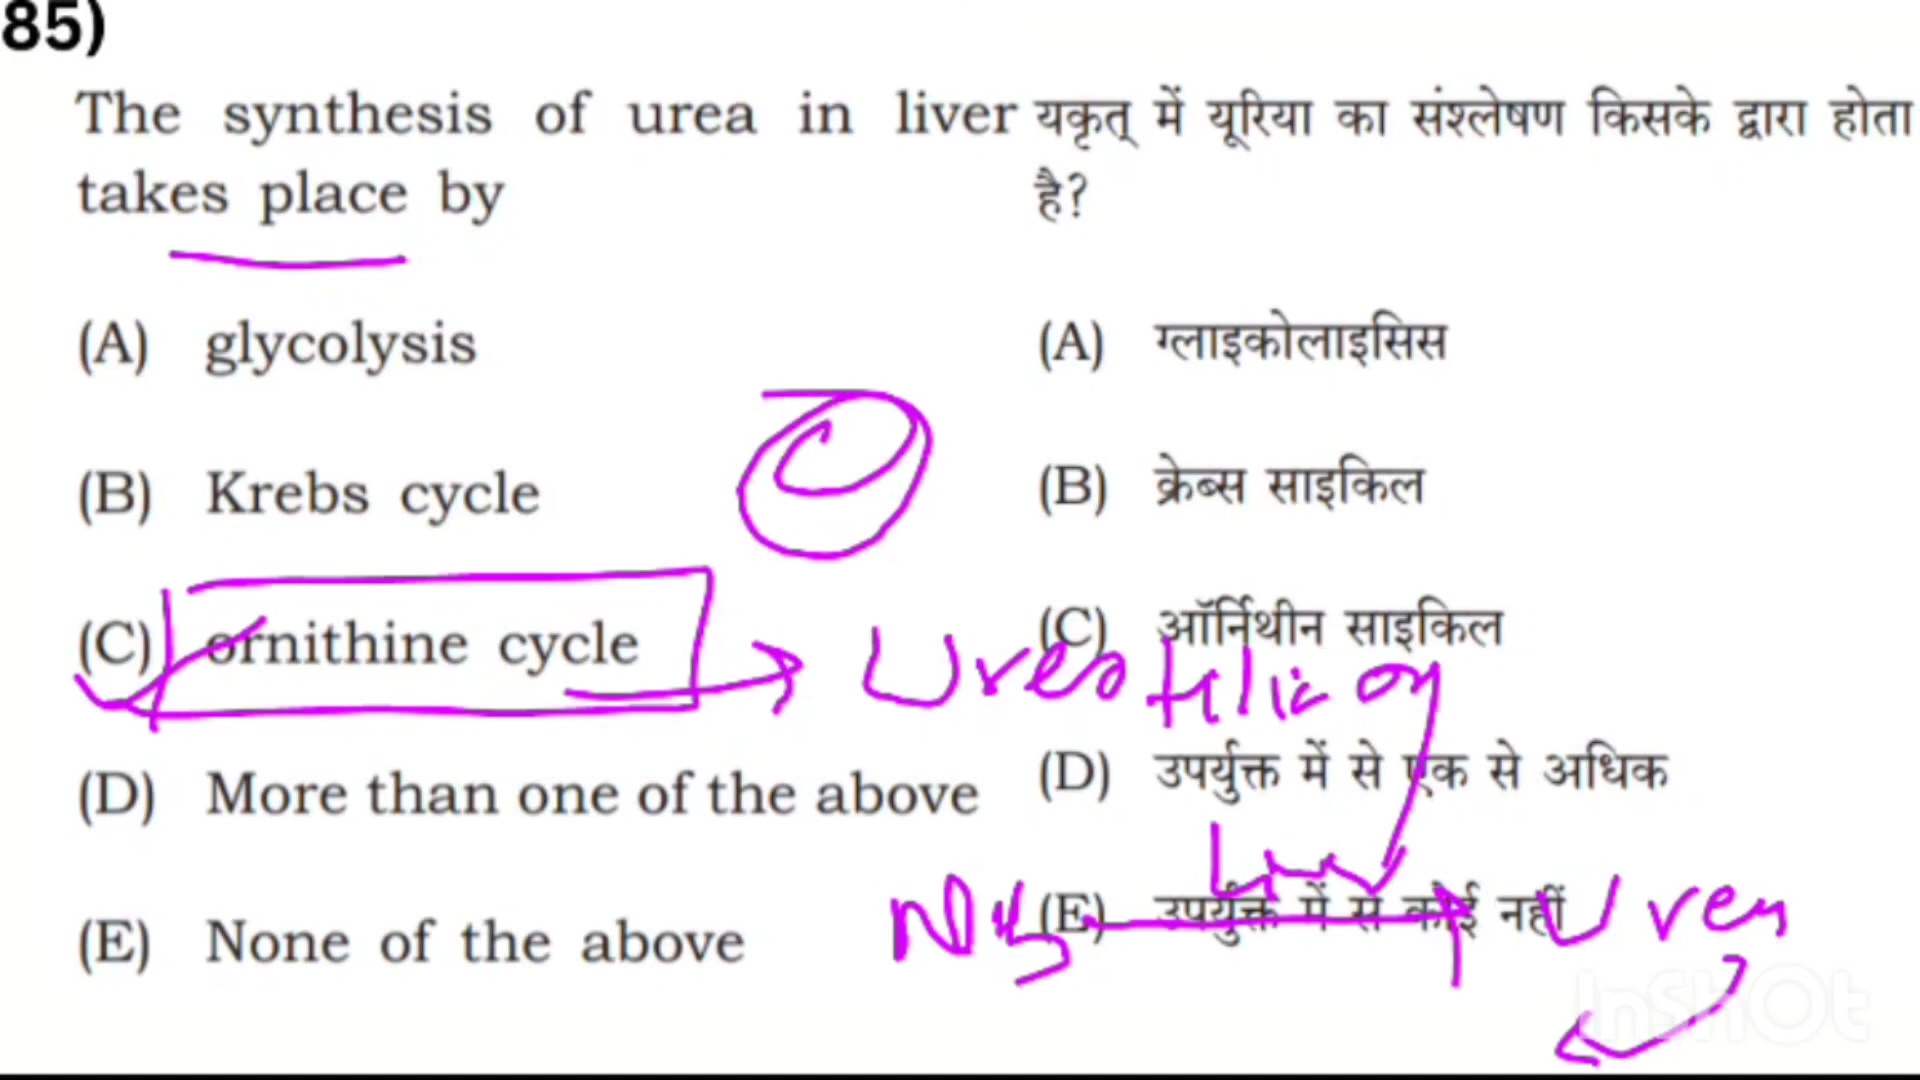 85)
The synthesis of urea in liver
takes place by
(A) glycolysis
(B) Krebs cycle
(C) ornithine cycle
(D) More than one of the above
(E) None of the above
यकृत् में यूरिया का संश्लेषण किसके द्वारा होता
है?
(A) ग्लाइकोलाइसिस
(B) क्रेब्स साइकिल
(C) ऑर्निथीन साइकिल
(D) उपर्युक्त में से एक से अधिक
(E) उपर्युक्त में से कोई नहीं
NH3
Urea
InShOt